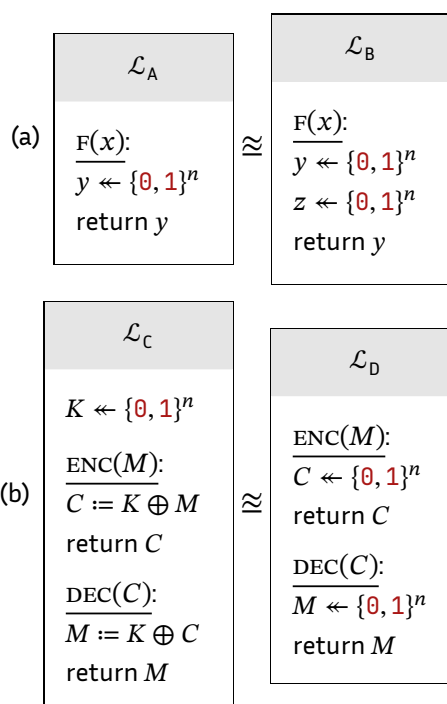 (a)
ℒ_A
F(x):
y ↞ {0, 1}^n
return y
≊
ℒ_B
F(x):
y ↞ {0, 1}^n
z ↞ {0, 1}^n
return y
(b)
ℒ_C
K ↞ {0, 1}^n
ENC(M):
C ≔ K ⊕ M
return C
DEC(C):
M ≔ K ⊕ C
return M
≊
ℒ_D
ENC(M):
C ↞ {0, 1}^n
return C
DEC(C):
M ↞ {0, 1}^n
return M